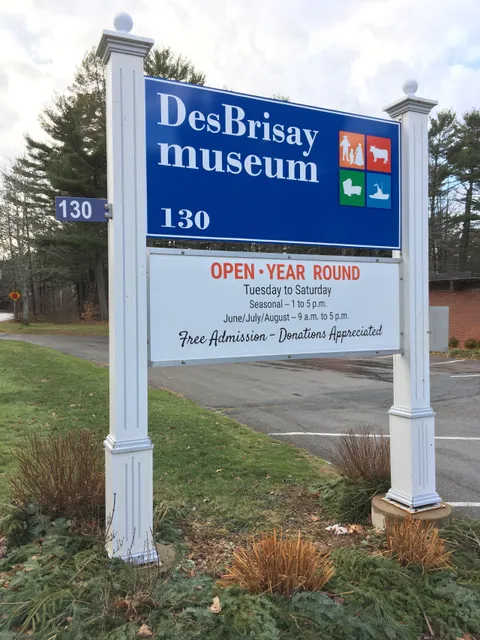 DesBrisay
museum
130
130
OPEN • YEAR ROUND
Tuesday to Saturday
Seasonal – 1 to 5 p.m.
June/July/August – 9 a.m. to 5 p.m.
Free Admission – Donations Appreciated